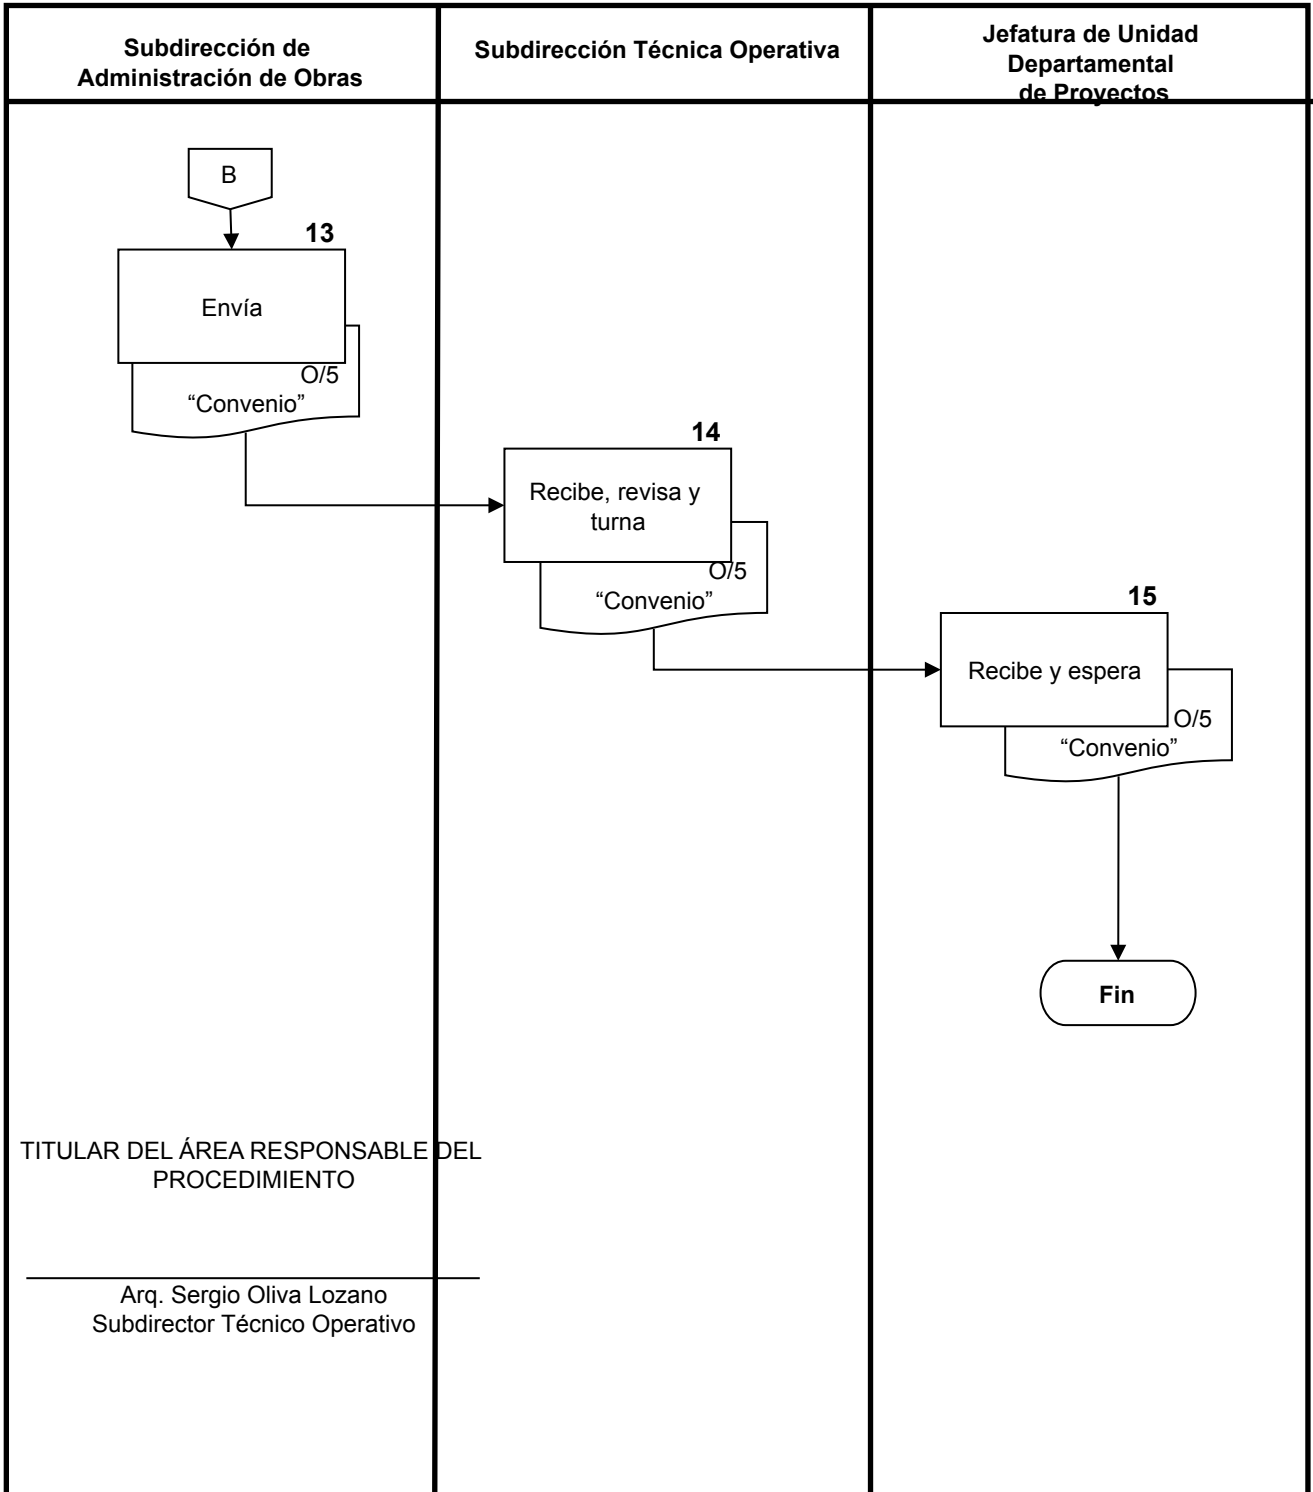 Subdirección de
Administración de Obras
Subdirección Técnica Operativa
Jefatura de Unidad
Departamental
de Proyectos
B
13
Envía
O/5
“Convenio”
14
Recibe, revisa y
turna
O/5
“Convenio”
15
Recibe y espera
O/5
“Convenio”
Fin
TITULAR DEL ÁREA RESPONSABLE DEL
PROCEDIMIENTO
Arq. Sergio Oliva Lozano
Subdirector Técnico Operativo